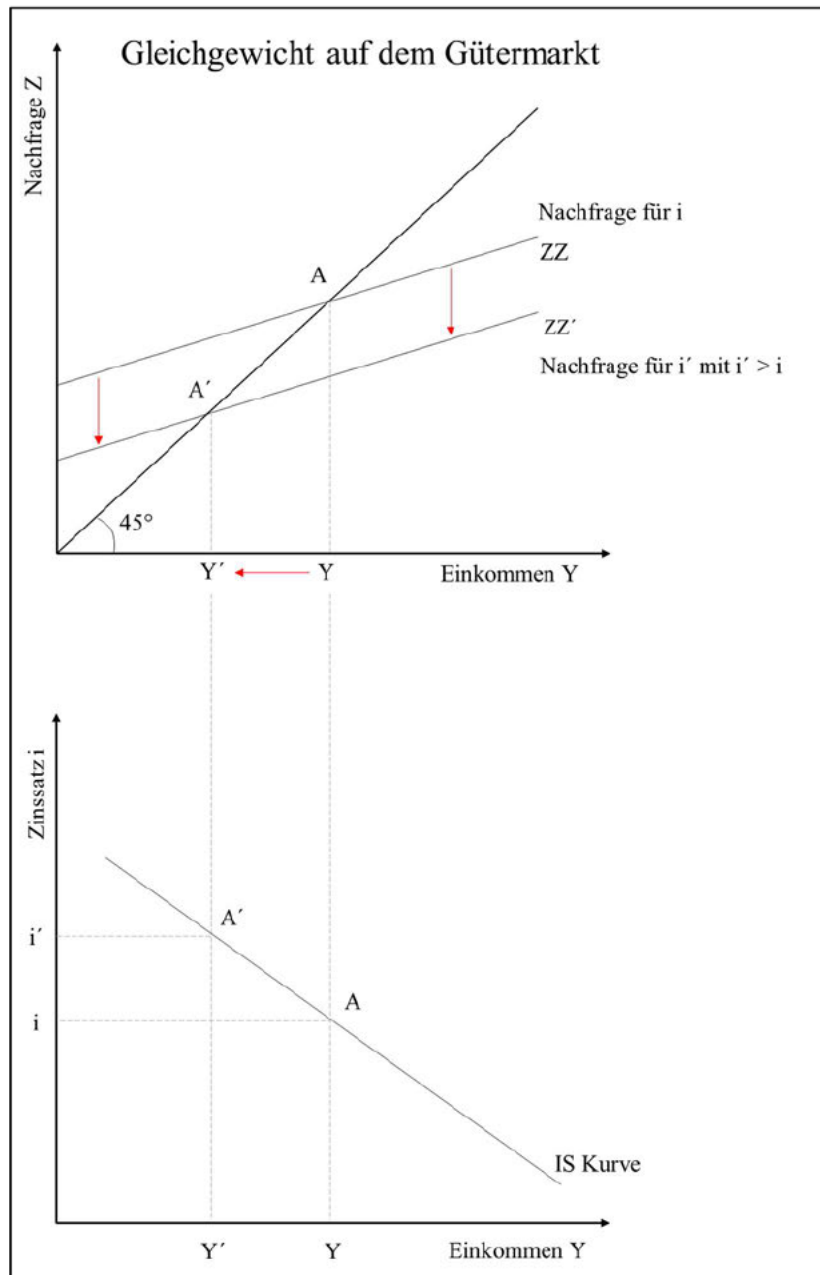 Gleichgewicht auf dem Gütermarkt
Nachfrage Z
Nachfrage für i
ZZ
A
ZZ´
Nachfrage für i´ mit i´ > i
A´
45°
Y´
Y
Einkommen Y
Zinssatz i
A´
i´
A
i
IS Kurve
Y´
Y
Einkommen Y